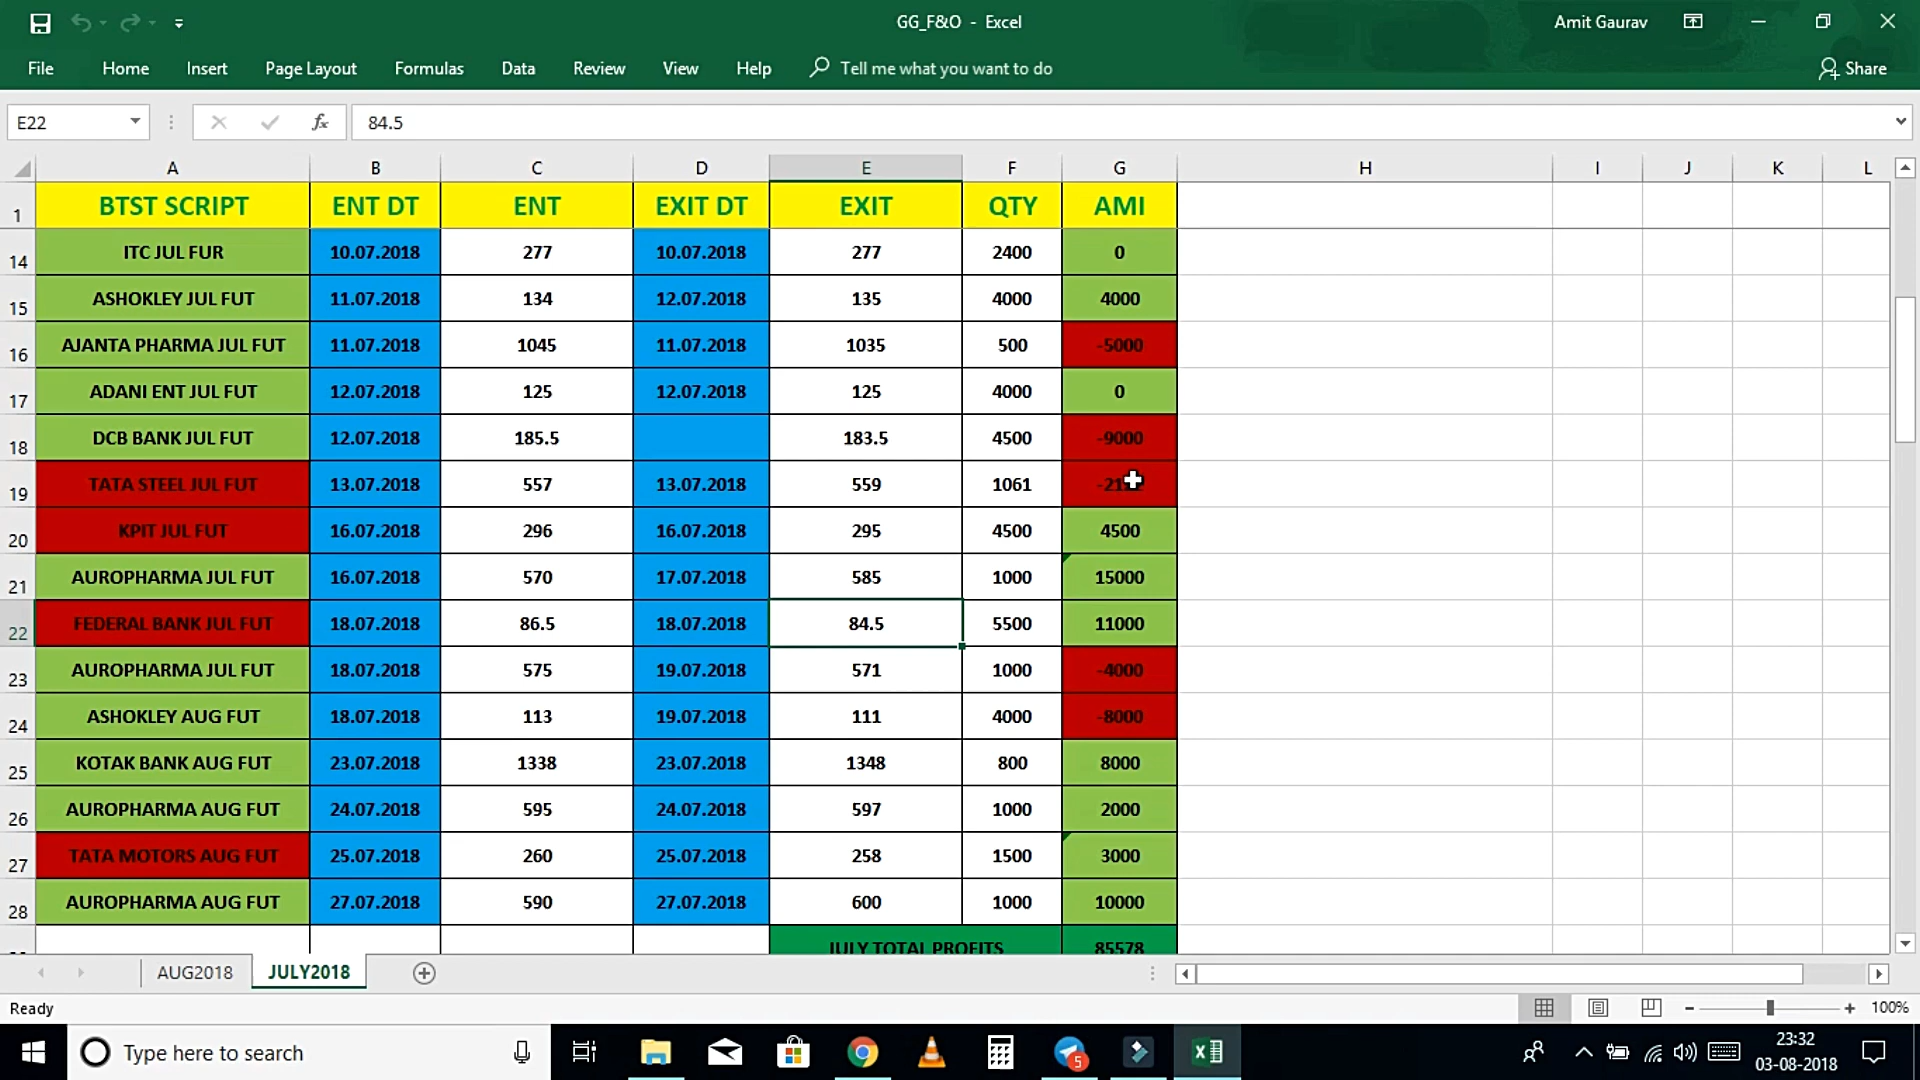 GG_F&O - Excel
Amit Gaurav
File Home Insert Page Layout Formulas Data Review View Help Tell me what you want to do Share
E22 fx 84.5
A B C D E F G H I J K L
1 BTST SCRIPT ENT DT ENT EXIT DT EXIT QTY AMI
14 ITC JUL FUR 10.07.2018 277 10.07.2018 277 2400 0
15 ASHOKLEY JUL FUT 11.07.2018 134 12.07.2018 135 4000 4000
16 AJANTA PHARMA JUL FUT 11.07.2018 1045 11.07.2018 1035 500 -5000
17 ADANI ENT JUL FUT 12.07.2018 125 12.07.2018 125 4000 0
18 DCB BANK JUL FUT 12.07.2018 185.5 183.5 4500 -9000
19 TATA STEEL JUL FUT 13.07.2018 557 13.07.2018 559 1061
20 KPIT JUL FUT 16.07.2018 296 16.07.2018 295 4500 4500
21 AUROPHARMA JUL FUT 16.07.2018 570 17.07.2018 585 1000 15000
22 FEDERAL BANK JUL FUT 18.07.2018 86.5 18.07.2018 84.5 5500 11000
23 AUROPHARMA JUL FUT 18.07.2018 575 19.07.2018 571 1000 -4000
24 ASHOKLEY AUG FUT 18.07.2018 113 19.07.2018 111 4000 -8000
25 KOTAK BANK AUG FUT 23.07.2018 1338 23.07.2018 1348 800 8000
26 AUROPHARMA AUG FUT 24.07.2018 595 24.07.2018 597 1000 2000
27 TATA MOTORS AUG FUT 25.07.2018 260 25.07.2018 258 1500 3000
28 AUROPHARMA AUG FUT 27.07.2018 590 27.07.2018 600 1000 10000
JULY TOTAL PROFITS 85578
AUG2018 JULY2018
Ready 100%
Type here to search
5
23:32
03-08-2018